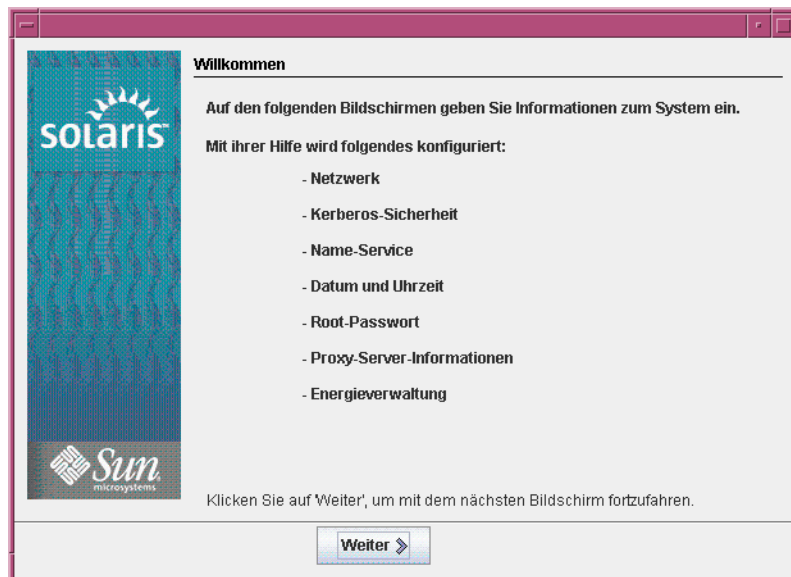 Willkommen
solaris
Auf den folgenden Bildschirmen geben Sie Informationen zum System ein.
Mit ihrer Hilfe wird folgendes konfiguriert:
- Netzwerk
- Kerberos-Sicherheit
- Name-Service
- Datum und Uhrzeit
- Root-Passwort
- Proxy-Server-Informationen
- Energieverwaltung
Sun
microsystems
Klicken Sie auf 'Weiter', um mit dem nächsten Bildschirm fortzufahren.
Weiter